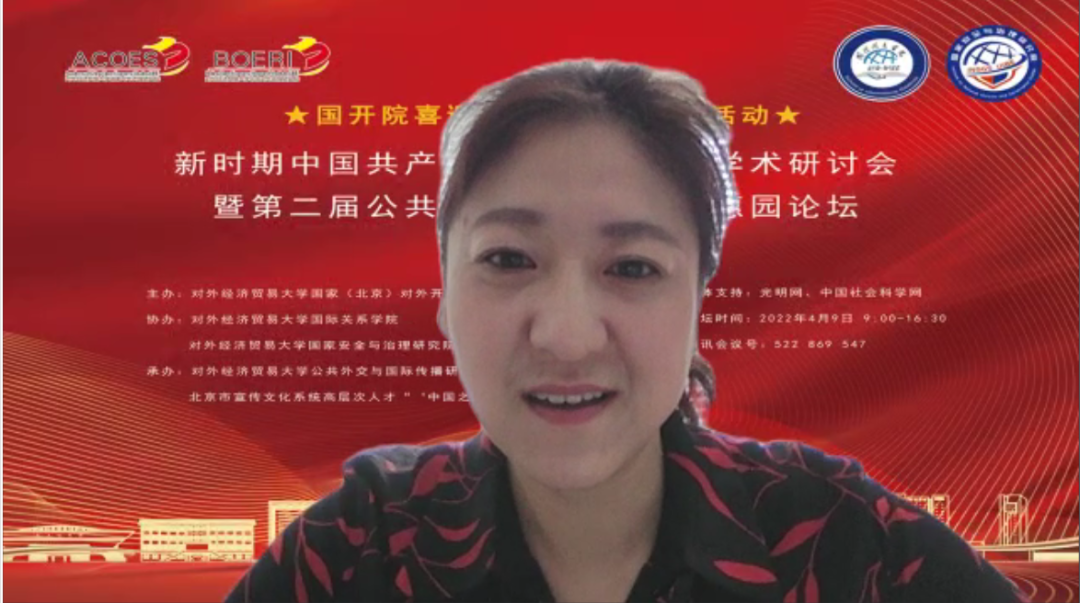 ACOES BOERI
★国开院喜迎 活动★
新时期中国共产 学术研讨会
暨第二届公共 惠园论坛
主办：对外经济贸易大学国家（北京）对外开 体支持：光明网、中国社会科学网
协办：对外经济贸易大学国际关系学院 坛时间：2022年4月9日 9:00-16:30
对外经济贸易大学国家安全与治理研究院 讯会议号：522 869 547
承办：对外经济贸易大学公共外交与国际传播研
北京市宣传文化系统高层次人才“‘中国之